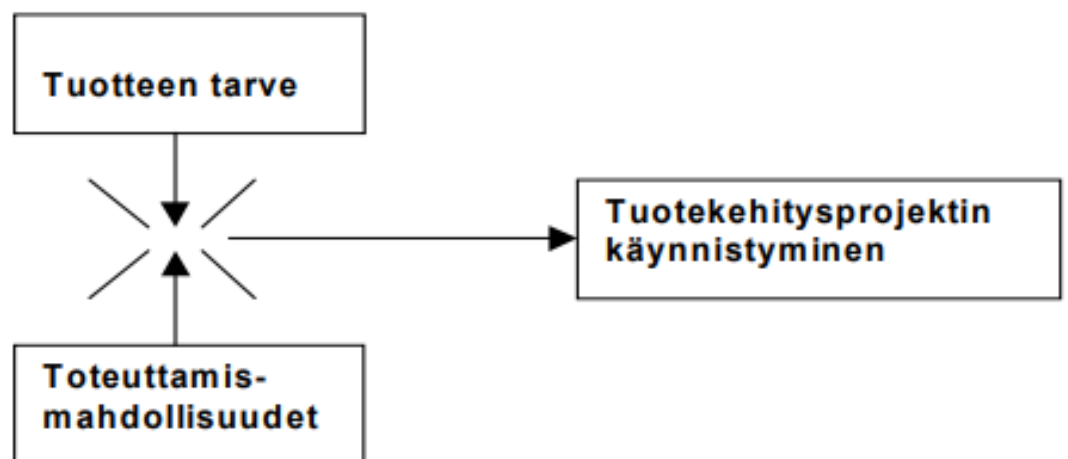 Tuotteen tarve
Tuotekehitysprojektin
käynnistyminen
Toteuttamis-
mahdollisuudet